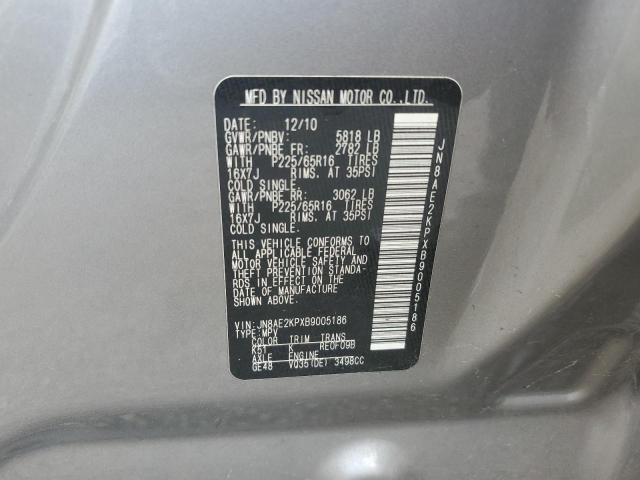 MFD BY NISSAN MOTOR CO.,LTD.
DATE: 12/10
GVWR/PNBV: 5818 LB
GAWR/PNBE FR: 2782 LB
WITH P225/65R16 TIRES
16X7J RIMS. AT 35PSI
COLD SINGLE.
GAWR/PNBE RR: 3062 LB
WITH P225/65R16 TIRES
16X7J RIMS. AT 35PSI
COLD SINGLE.
THIS VEHICLE CONFORMS TO
ALL APPLICABLE FEDERAL
MOTOR VEHICLE SAFETY AND
THEFT PREVENTION STANDA-
RDS IN EFFECT ON THE DATE
OF MANUFACTURE SHOWN
ABOVE.
VIN: JN8AE2KPXB9005186
TYPE: MPV
COLOR TRIM TRANS
K51 K RE0F09B
AXLE ENGINE
GE48 VQ35(DE) 3498CC
JN8AE2KPXB9005186